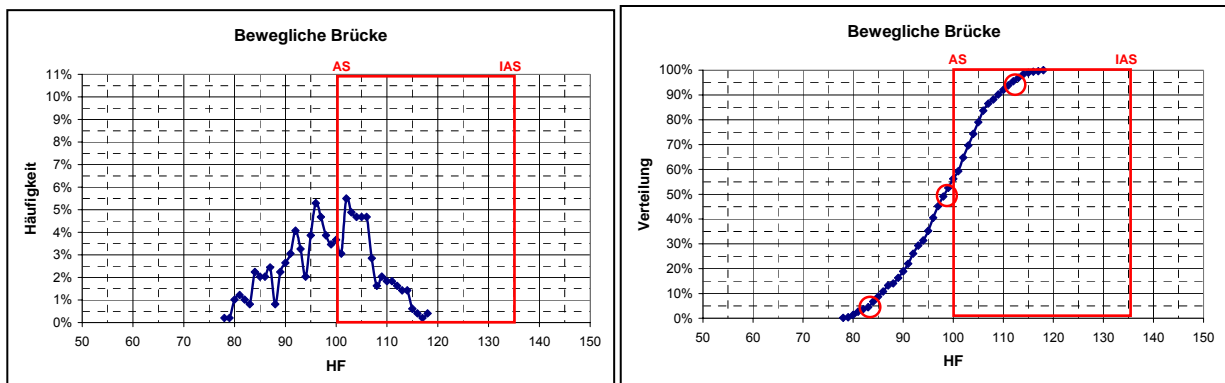 Bewegliche Brücke
AS IAS
11%
10%
9%
8%
7%
6%
5%
4%
3%
2%
1%
0%
Häufigkeit
50 60 70 80 90 100 110 120 130 140 150
HF
Bewegliche Brücke
AS IAS
100%
90%
80%
70%
60%
50%
40%
30%
20%
10%
0%
Verteilung
50 60 70 80 90 100 110 120 130 140 150
HF